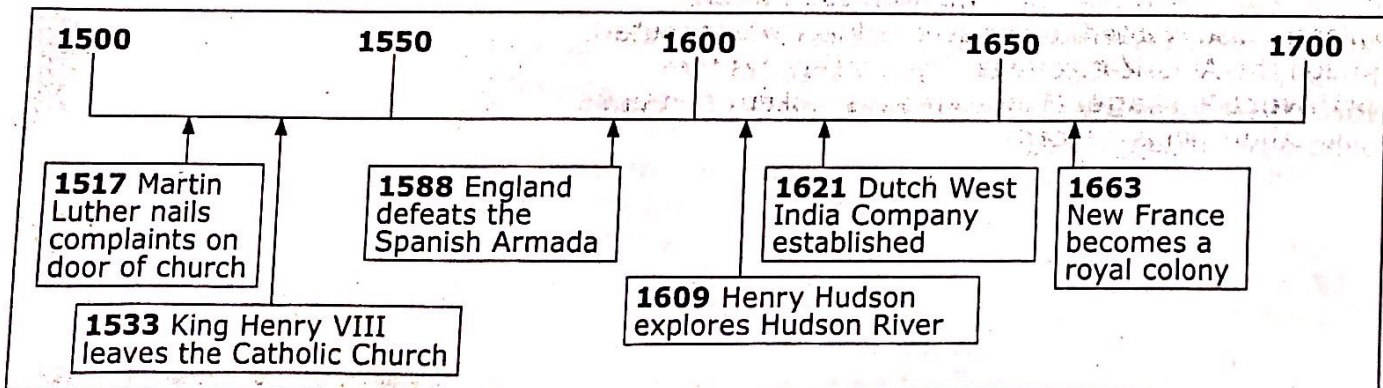 1500 1550 1600 1650 1700
1517 Martin
Luther nails
complaints on
door of church
1533 King Henry VIII
leaves the Catholic Church
1588 England
defeats the
Spanish Armada
1609 Henry Hudson
explores Hudson River
1621 Dutch West
India Company
established
1663
New France
becomes a
royal colony